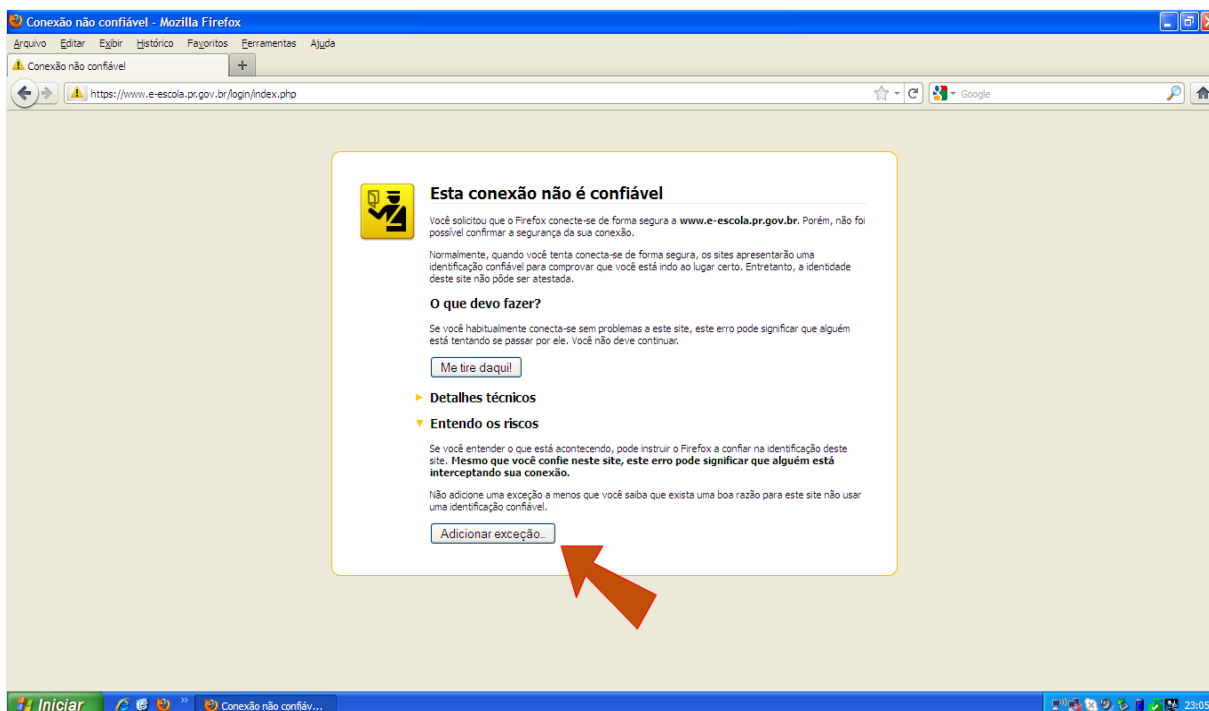 Conexão não confiável - Mozilla Firefox
Arquivo Editar Exibir Histórico Favoritos Ferramentas Ajuda
Conexão não confiável
https://www.e-escola.pr.gov.br/login/index.php
Google
Esta conexão não é confiável
Você solicitou que o Firefox conecte-se de forma segura a www.e-escola.pr.gov.br. Porém, não foi
possível confirmar a segurança da sua conexão.
Normalmente, quando você tenta conecta-se de forma segura, os sites apresentarão uma
identificação confiável para comprovar que você está indo ao lugar certo. Entretanto, a identidade
deste site não pôde ser atestada.
O que devo fazer?
Se você habitualmente conecta-se sem problemas a este site, este erro pode significar que alguém
está tentando se passar por ele. Você não deve continuar.
Me tire daqui!
Detalhes técnicos
Entendo os riscos
Se você entender o que está acontecendo, pode instruir o Firefox a confiar na identificação deste
site. Mesmo que você confie neste site, este erro pode significar que alguém está
interceptando sua conexão.
Não adicione uma exceção a menos que você saiba que exista uma boa razão para este site não usar
uma identificação confiável.
Adicionar exceção...
Iniciar
Conexão não confiáv...
23:05